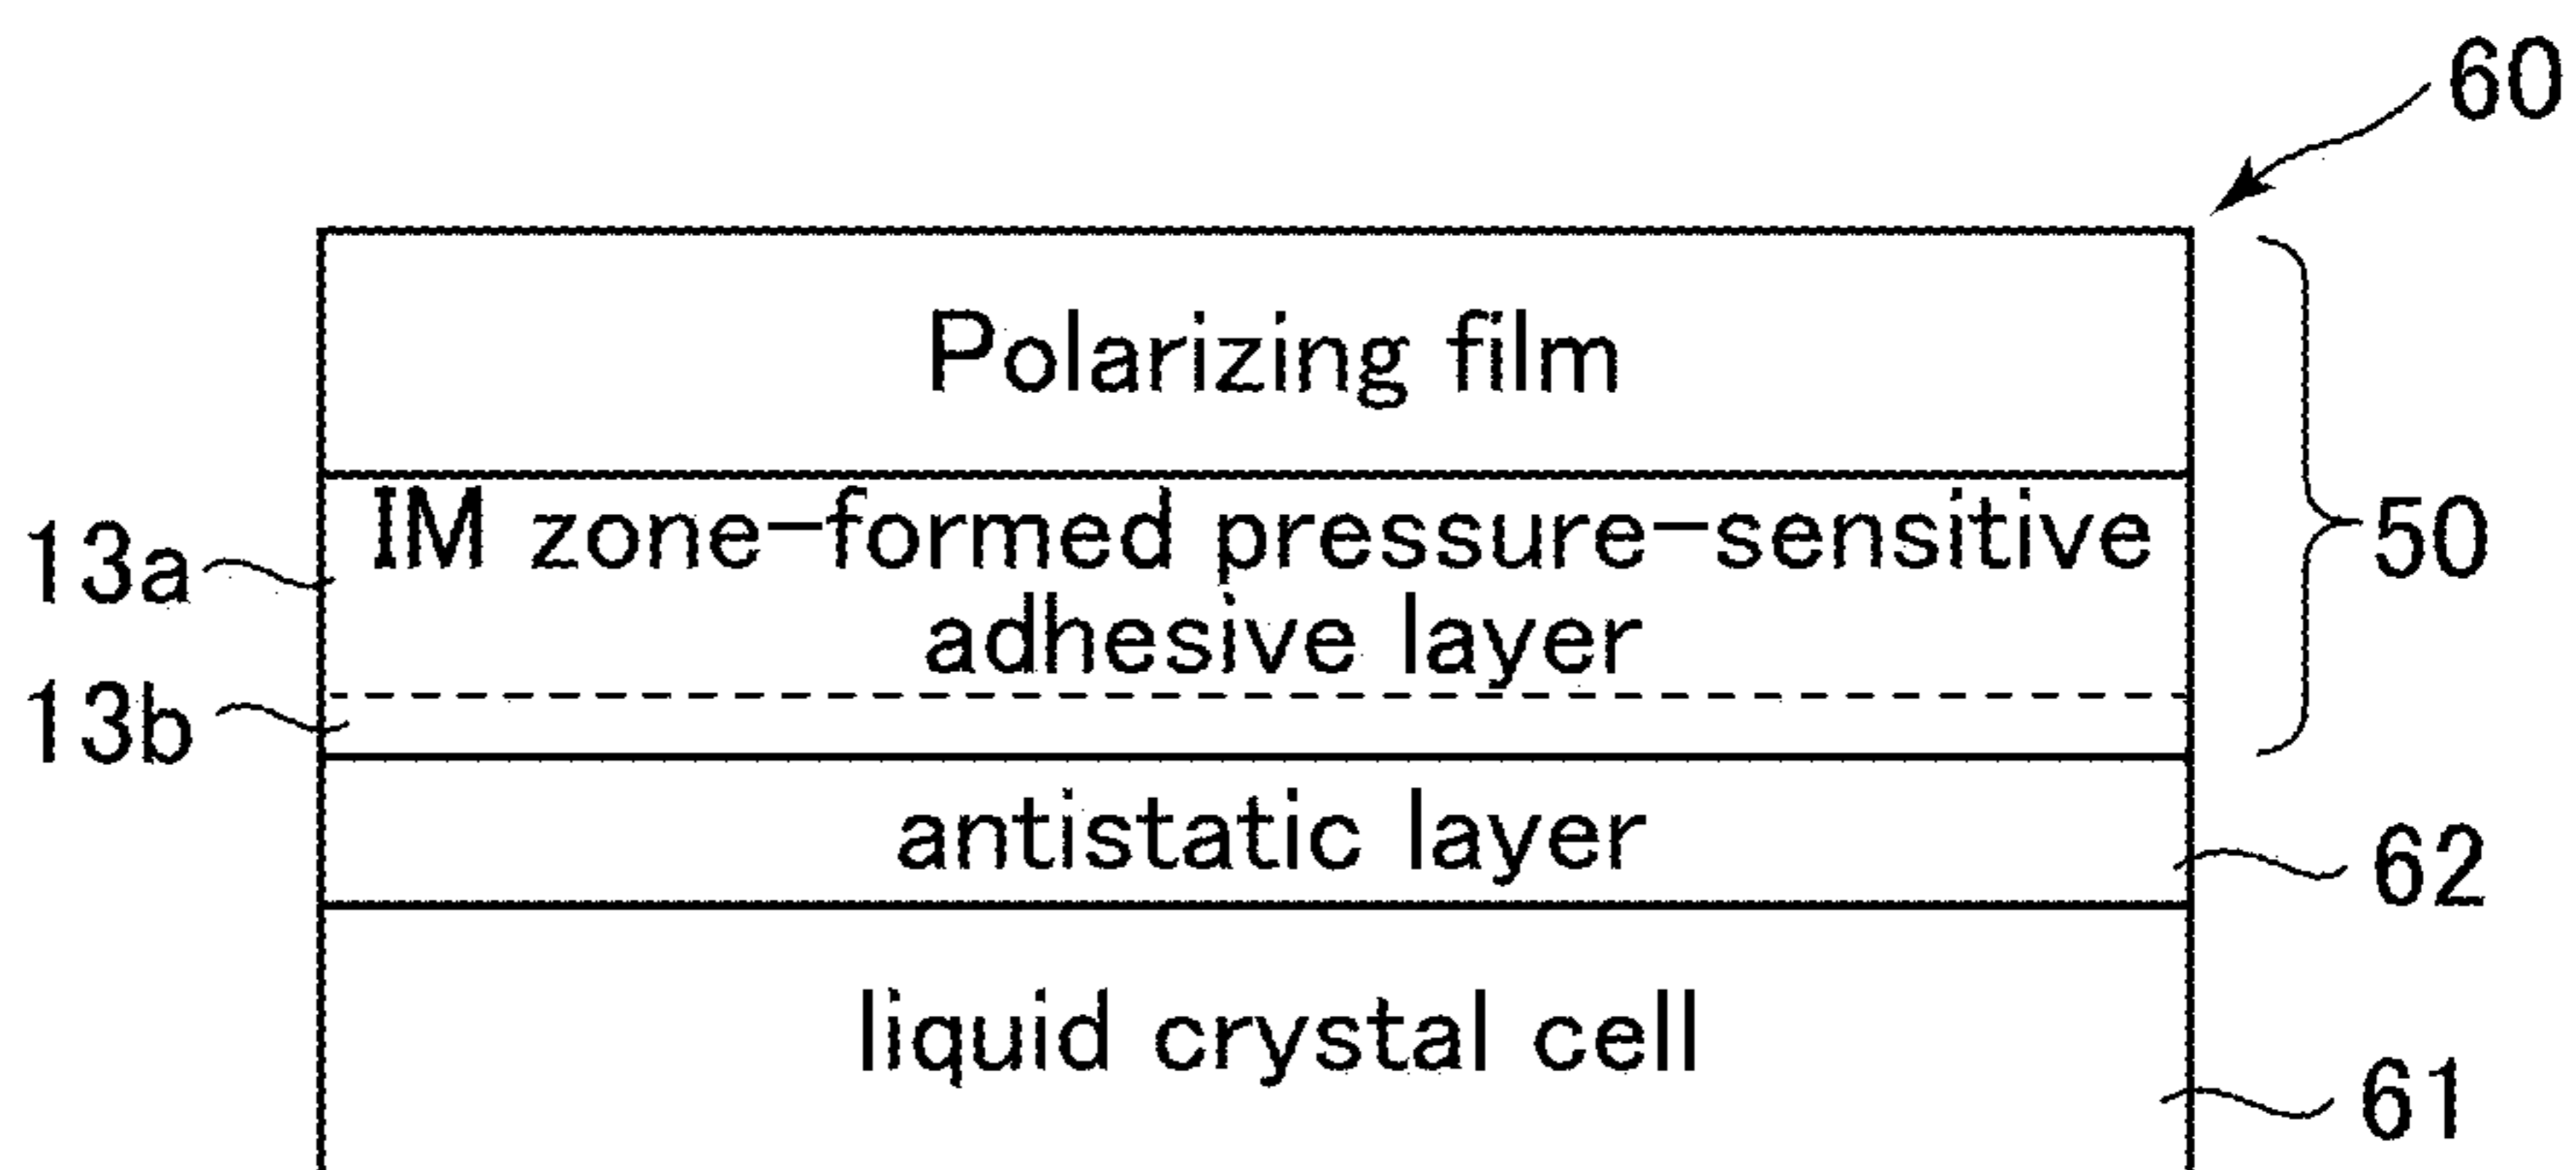 60
Polarizing film
13a
IM zone-formed pressure-sensitive
adhesive layer
50
13b
antistatic layer
62
liquid crystal cell
61